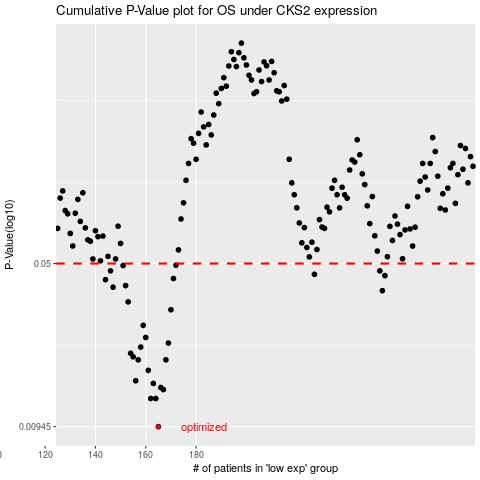 Cumulative P-Value plot for OS under CKS2 expression
P-Value(log10)
0.05
0.00945
optimized
0
120
140
160
180
# of patients in 'low exp' group